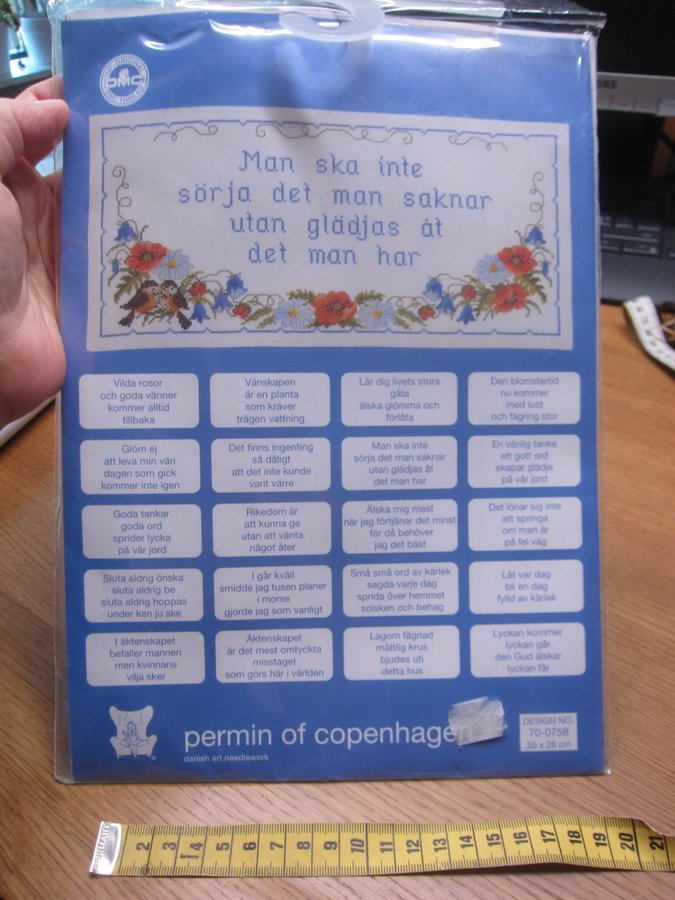 DMC
Man ska inte
sörja det man saknar
utan glädjas åt
det man har
Vilda rosor
och goda vänner
kommer alltid
tillbaka
Vänskapen
är en planta
som kräver
trägen vattning
Lär dig livets stora
gåta
älska glömma och
förlåta
Den blomstertid
nu kommer
med lust
och fägring stor
Glöm ej
att leva min vän
dagen som gick
kommer inte igen
Det finns ingenting
så dåligt
att det inte kunde
varit värre
Man ska inte
sörja det man saknar
utan glädjas åt
det man har
En vänlig tanke
ett gott ord
skapar glädje
på vår jord
Goda tankar
goda ord
sprider lycka
på vår jord
Rikedom är
att kunna ge
utan att vänta
något åter
Älska mig mest
när jag förtjänar det minst
för då behöver
jag det bäst
Det lönar sig inte
att springa
om man är
på fel väg
Sluta aldrig önska
sluta aldrig be
sluta aldrig hoppas
under kan ju ske
I går kväll
smidde jag tusen planer
i morse
gjorde jag som vanligt
Små små ord av kärlek
sagda varje dag
sprida över hemmet
solsken och behag
Låt var dag
bli en dag
fylld av kärlek
I äktenskapet
befaller mannen
men kvinnans
vilja sker
Äktenskapet
är det mest omtyckta
misstaget
som görs här i världen
Lagom fägnad
måttlig krus
bjudes uti
detta hus
Lyckan kommer
lyckan går
den Gud älskar
lyckan får
permin of copenhage
danish art needlework
DESIGN NO.
70-0758
55 x 26 cm
2 3 4 5 6 7 8 9 10 11 12 13 14 15 16 17 18 19 20 21